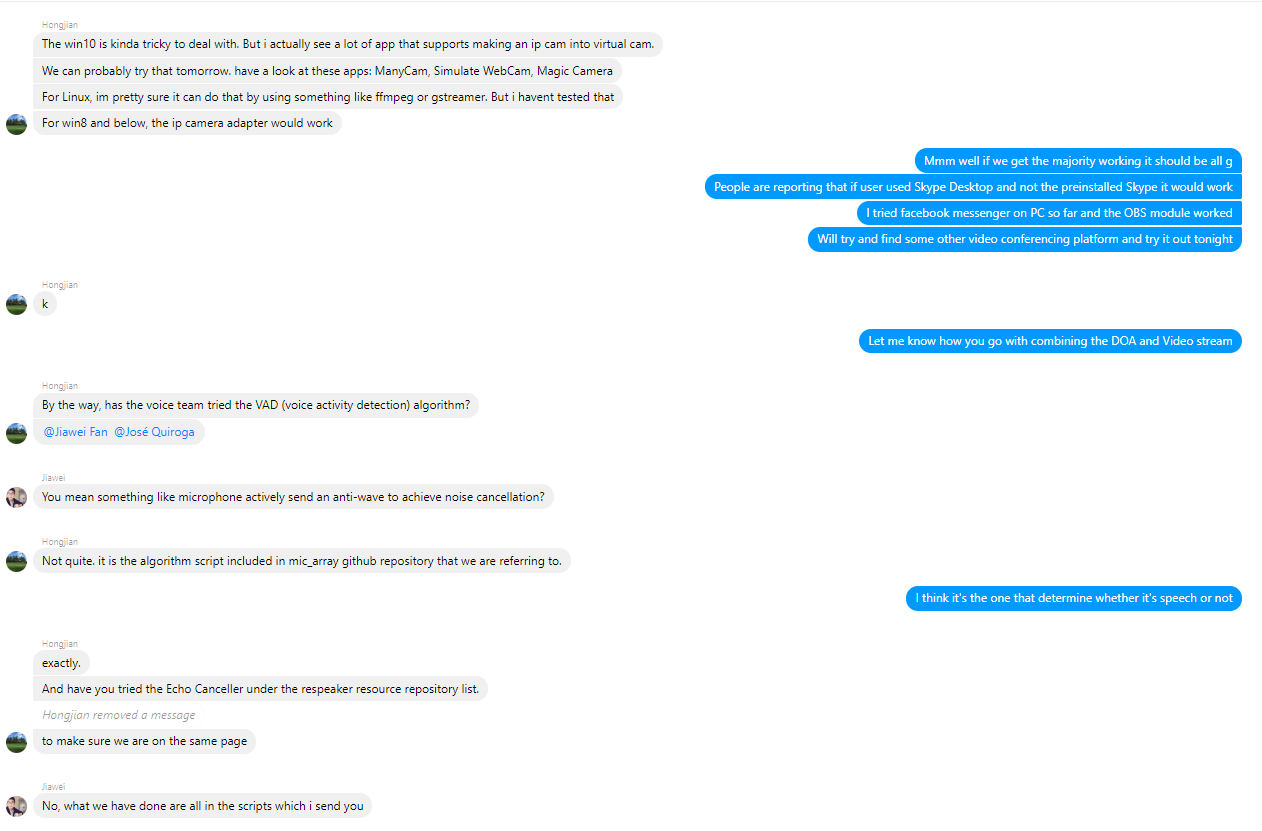 Hongjian
The win10 is kinda tricky to deal with. But i actually see a lot of app that supports making an ip cam into virtual cam.
We can probably try that tomorrow. have a look at these apps: ManyCam, Simulate WebCam, Magic Camera
For Linux, im pretty sure it can do that by using something like ffmpeg or gstreamer. But i havent tested that
For win8 and below, the ip camera adapter would work
Mmm well if we get the majority working it should be all g
People are reporting that if user used Skype Desktop and not the preinstalled Skype it would work
I tried facebook messenger on PC so far and the OBS module worked
Will try and find some other video conferencing platform and try it out tonight
Hongjian
k
Let me know how you go with combining the DOA and Video stream
Hongjian
By the way, has the voice team tried the VAD (voice activity detection) algorithm?
@Jiawei Fan @José Quiroga
Jiawei
You mean something like microphone actively send an anti-wave to achieve noise cancellation?
Hongjian
Not quite. it is the algorithm script included in mic_array github repository that we are referring to.
I think it's the one that determine whether it's speech or not
Hongjian
exactly.
And have you tried the Echo Canceller under the respeaker resource repository list.
Hongjian removed a message
to make sure we are on the same page
Jiawei
No, what we have done are all in the scripts which i send you